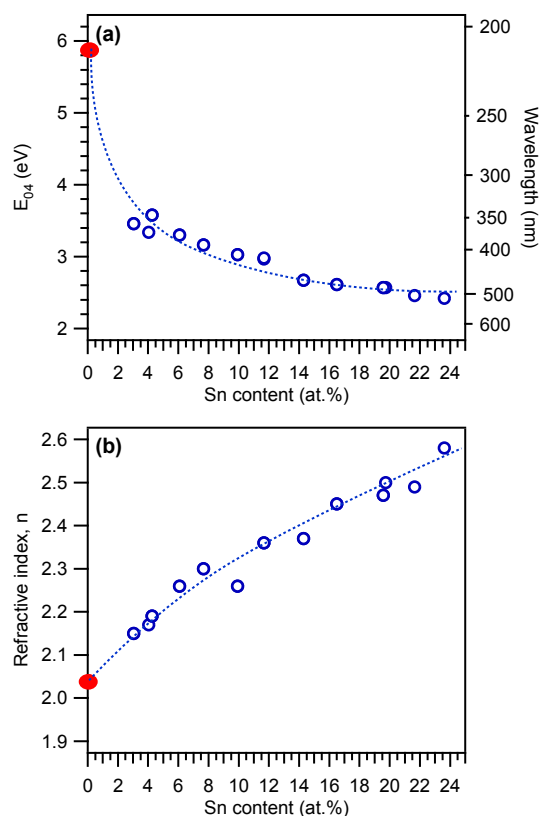 (a)
6
5
4
3
2
E04 (eV)
200
250
300
350
400
500
600
Wavelength (nm)
0 2 4 6 8 10 12 14 16 18 20 22 24
Sn content (at.%)
(b)
2.6
2.5
2.4
2.3
2.2
2.1
2.0
1.9
Refractive index, n
0 2 4 6 8 10 12 14 16 18 20 22 24
Sn content (at.%)